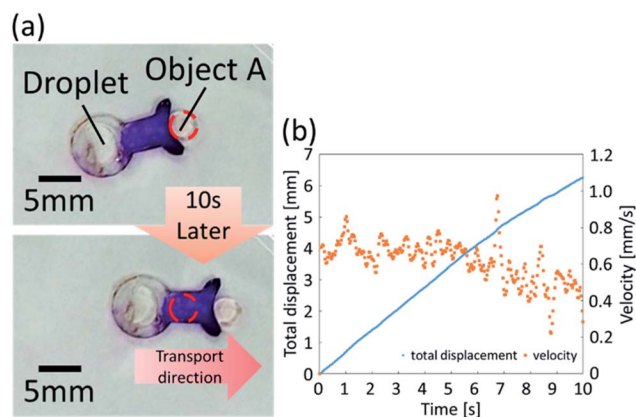 (a)
Droplet
Object A
5mm
10s
Later
5mm
Transport
direction
(b)
Total displacement [mm]
7
6
5
4
3
2
1
0
1.2
1.0
0.8
0.6
0.4
0.2
0
Velocity [mm/s]
total displacement
velocity
0 1 2 3 4 5 6 7 8 9 10
Time [s]